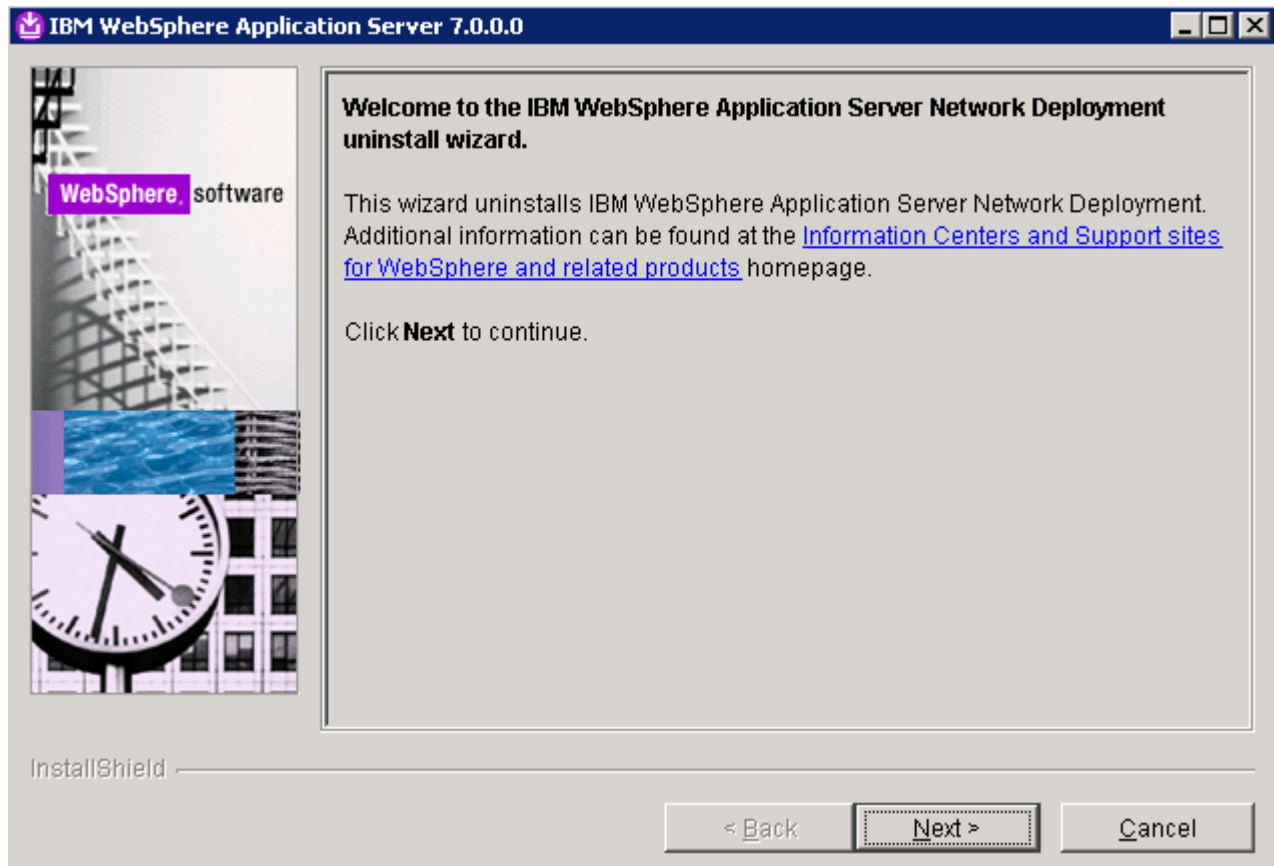 IBM WebSphere Application Server 7.0.0.0
WebSphere. software
Welcome to the IBM WebSphere Application Server Network Deployment
uninstall wizard.
This wizard uninstalls IBM WebSphere Application Server Network Deployment.
Additional information can be found at the Information Centers and Support sites
for WebSphere and related products homepage.
Click Next to continue.
InstallShield
< Back
Next >
Cancel